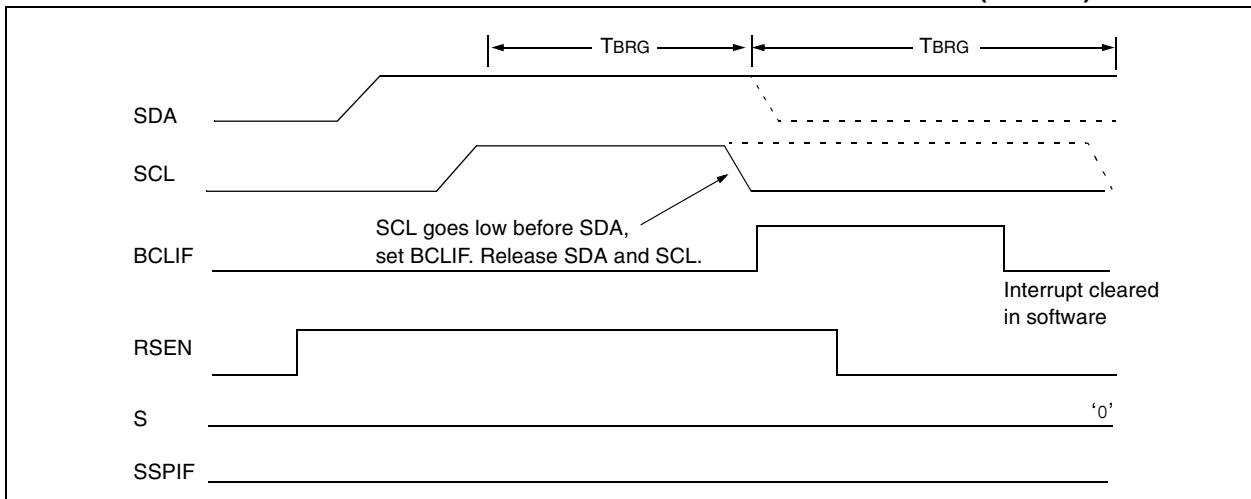 TBRG
TBRG
SDA
SCL
SCL goes low before SDA,
set BCLIF. Release SDA and SCL.
BCLIF
Interrupt cleared
in software
RSEN
S
‘0’
SSPIF